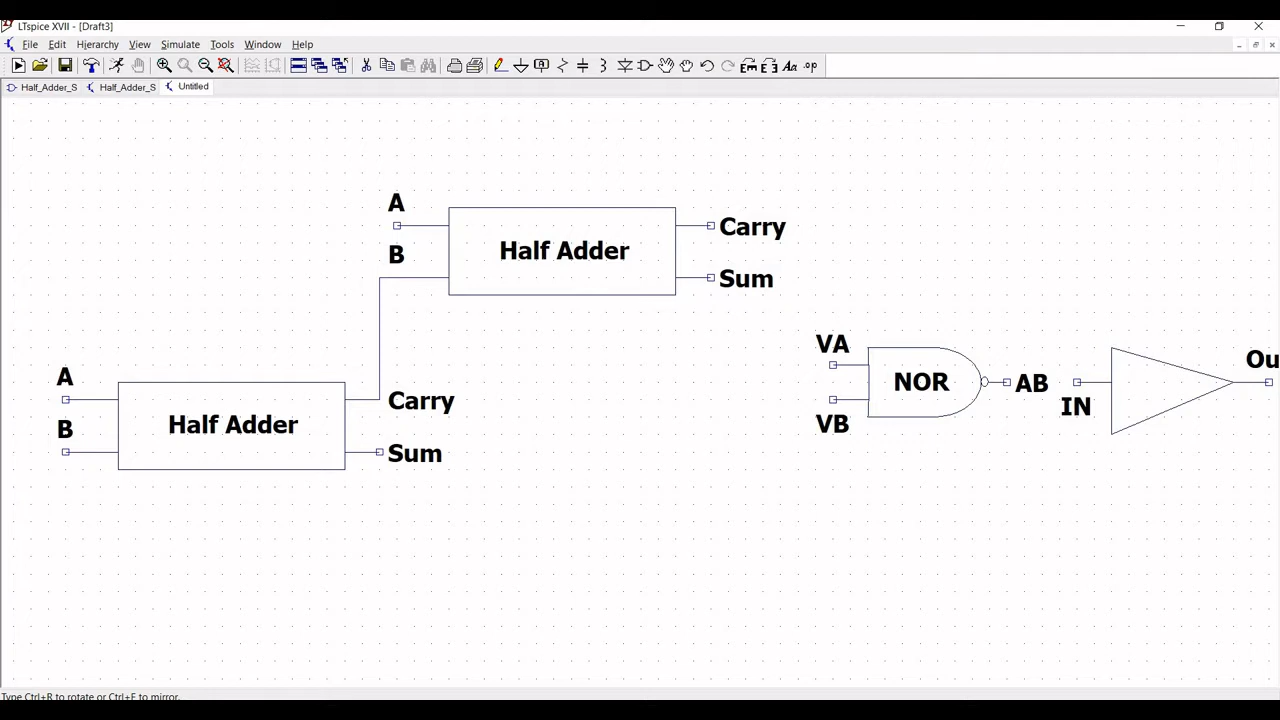 LTspice XVII - [Draft3]
File Edit Hierarchy View Simulate Tools Window Help
Half_Adder_S Half_Adder_S Untitled
A
Carry
Half Adder
B
Sum
VA
NOR
AB
VB
IN
Ou
A
Carry
Half Adder
B
Sum
Type Ctrl+R to rotate or Ctrl+E to mirror.